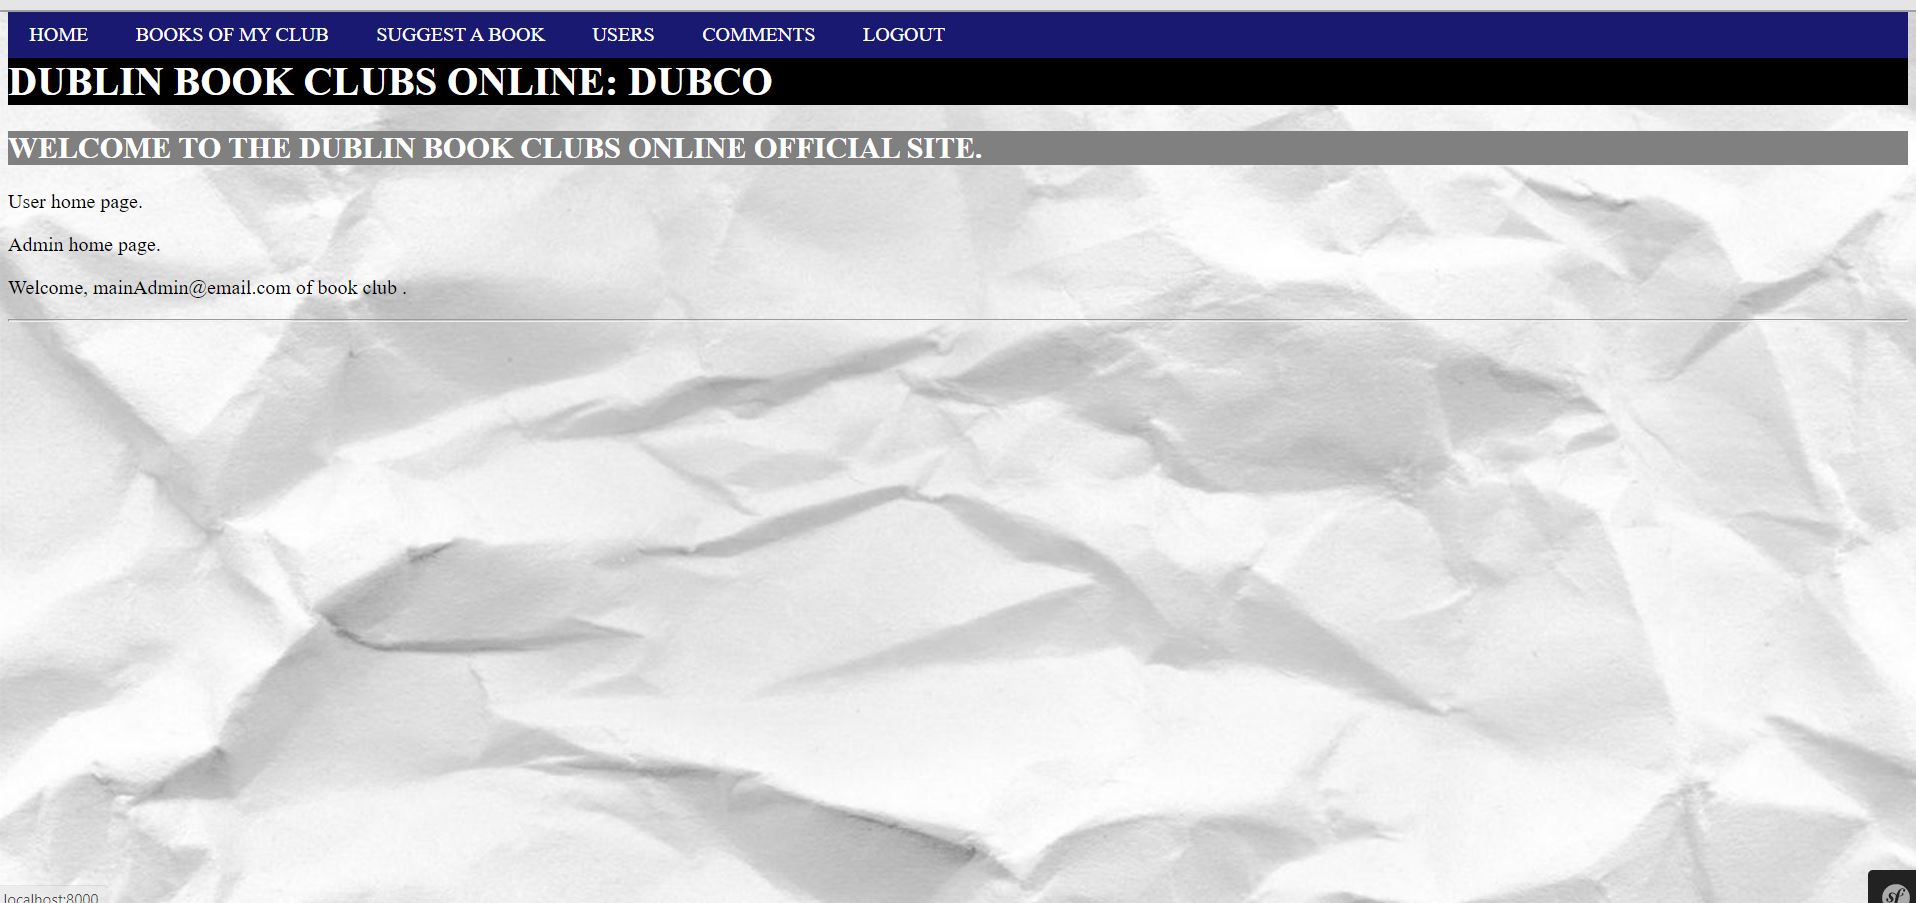 HOME BOOKS OF MY CLUB SUGGEST A BOOK USERS COMMENTS LOGOUT
DUBLIN BOOK CLUBS ONLINE: DUBCO
WELCOME TO THE DUBLIN BOOK CLUBS ONLINE OFFICIAL SITE.
User home page.
Admin home page.
Welcome, mainAdmin@email.com of book club .
localhost:8000
sf